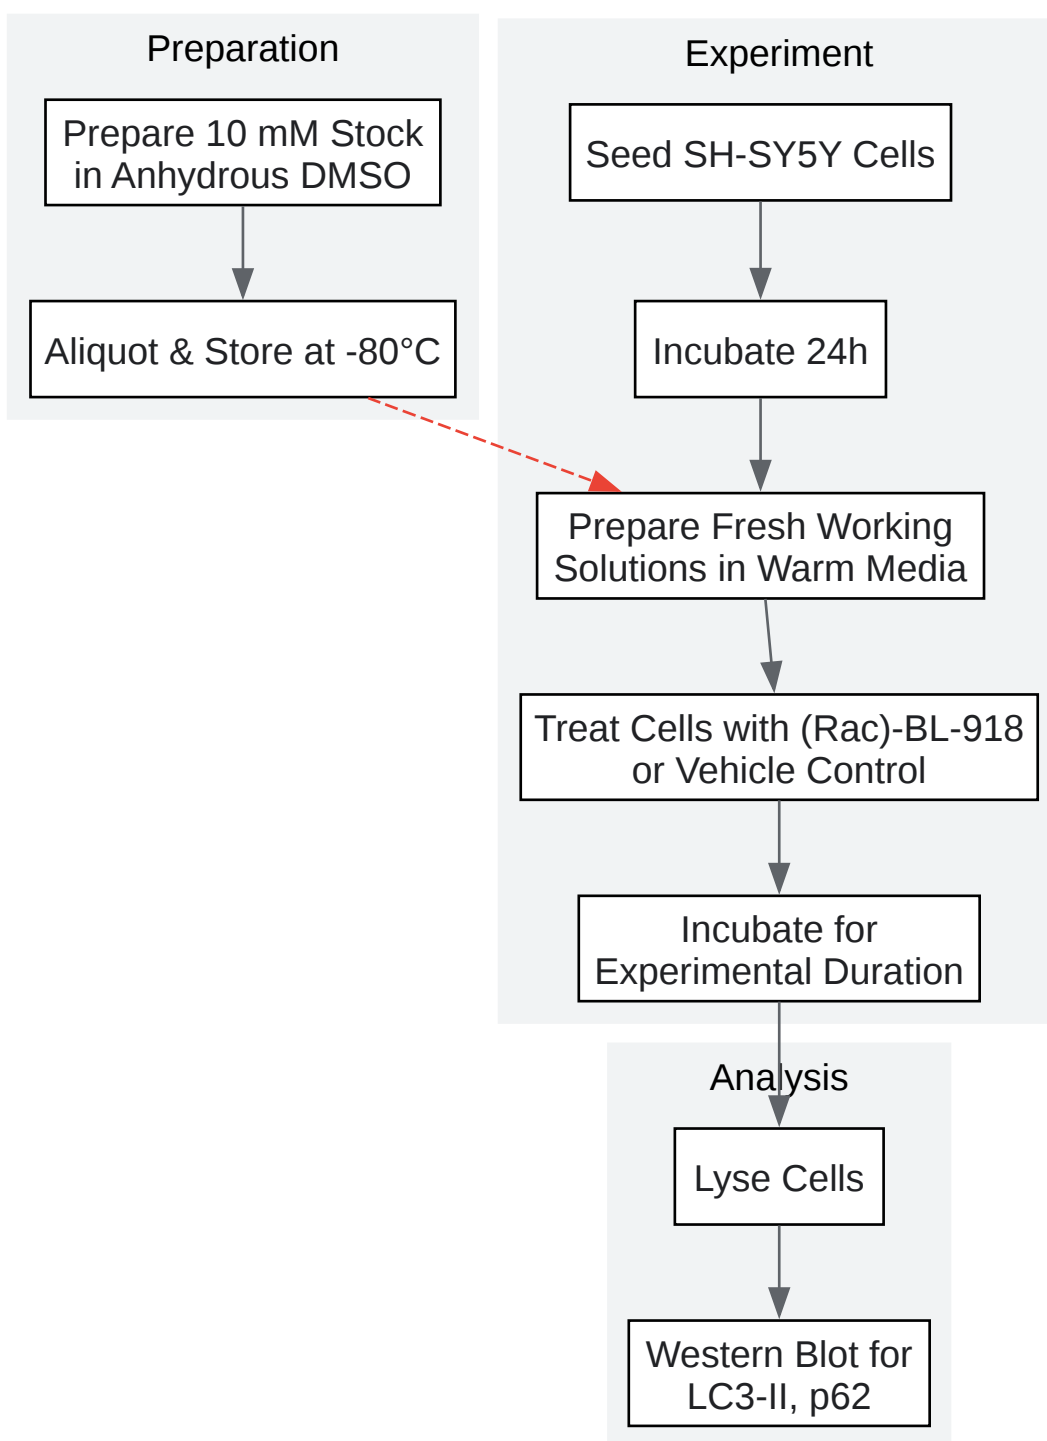 Preparation
Prepare 10 mM Stock
in Anhydrous DMSO
Aliquot & Store at -80°C
Experiment
Seed SH-SY5Y Cells
Incubate 24h
Prepare Fresh Working
Solutions in Warm Media
Treat Cells with (Rac)-BL-918
or Vehicle Control
Incubate for
Experimental Duration
Analysis
Lyse Cells
Western Blot for
LC3-II, p62